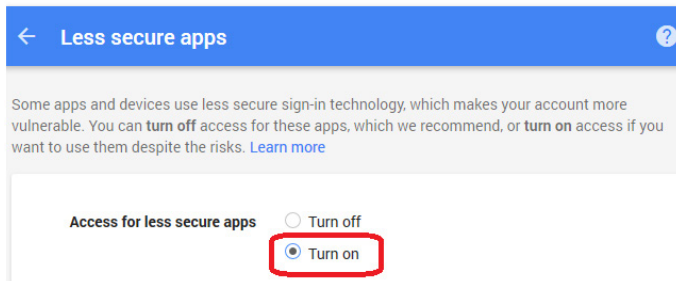 Less secure apps
Some apps and devices use less secure sign-in technology, which makes your account more
vulnerable. You can turn off access for these apps, which we recommend, or turn on access if you
want to use them despite the risks. Learn more
Access for less secure apps
Turn off
Turn on